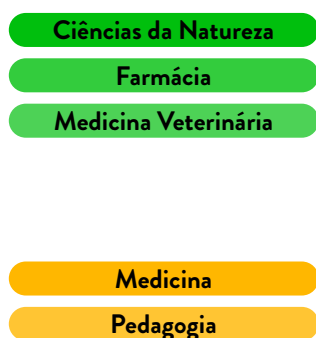 Ciências da Natureza
Farmácia
Medicina Veterinária
Medicina
Pedagogia